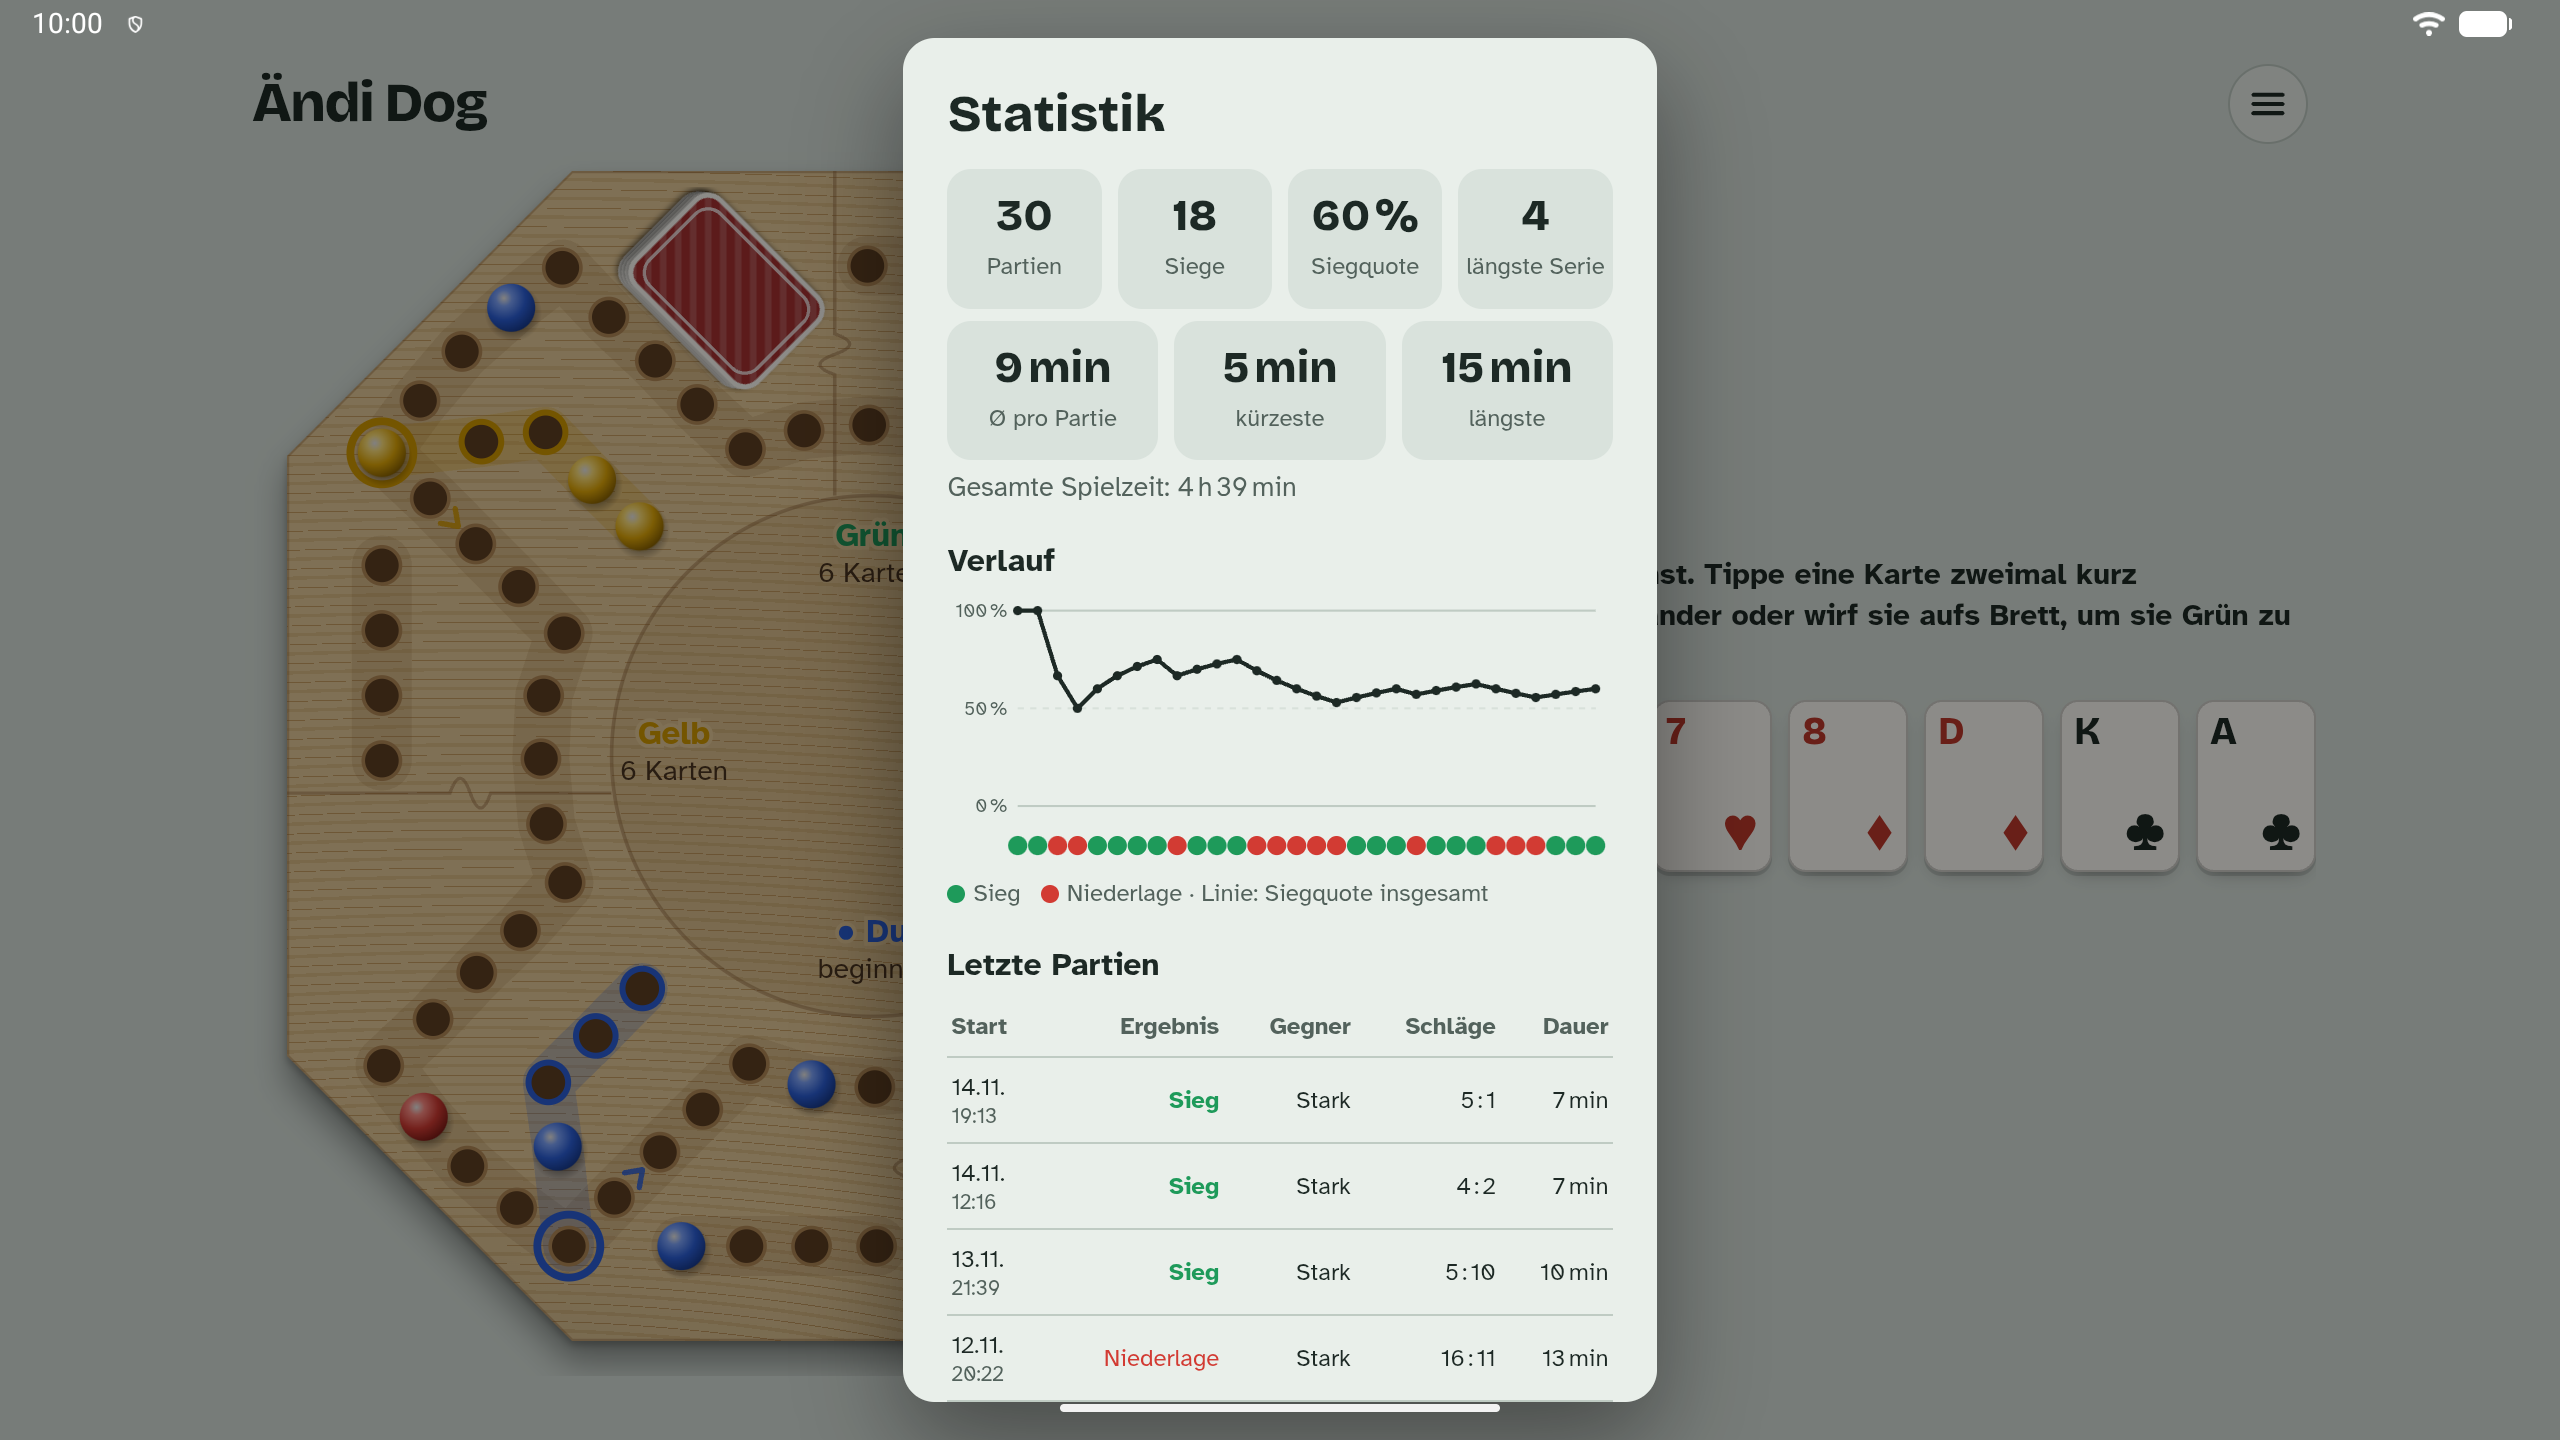 10:00
Ändi Dog
Statistik
30
Partien
18
Siege
60 %
Siegquote
4
längste Serie
9 min
Ø pro Partie
5 min
kürzeste
15 min
längste
Gesamte Spielzeit: 4 h 39 min
Verlauf
100 %
50 %
0 %
Sieg
Niederlage · Linie: Siegquote insgesamt
Letzte Partien
Start Ergebnis Gegner Schläge Dauer
14.11.
19:13
Sieg Stark 5 : 1 7 min
14.11.
12:16
Sieg Stark 4 : 2 7 min
13.11.
21:39
Sieg Stark 5 : 10 10 min
12.11.
20:22
Niederlage Stark 16 : 11 13 min
Grün
6 Karte
Gelb
6 Karten
Du
beginn
st. Tippe eine Karte zweimal kurz
nder oder wirf sie aufs Brett, um sie Grün zu
7
8
D
K
A